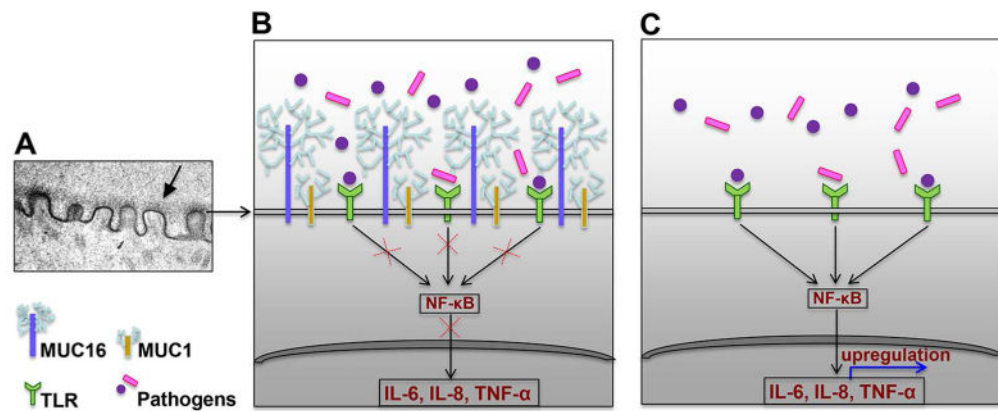 A
B
C
MUC16
MUC1
TLR
Pathogens
NF-κB
IL-6, IL-8, TNF-α
NF-κB
upregulation
IL-6, IL-8, TNF-α